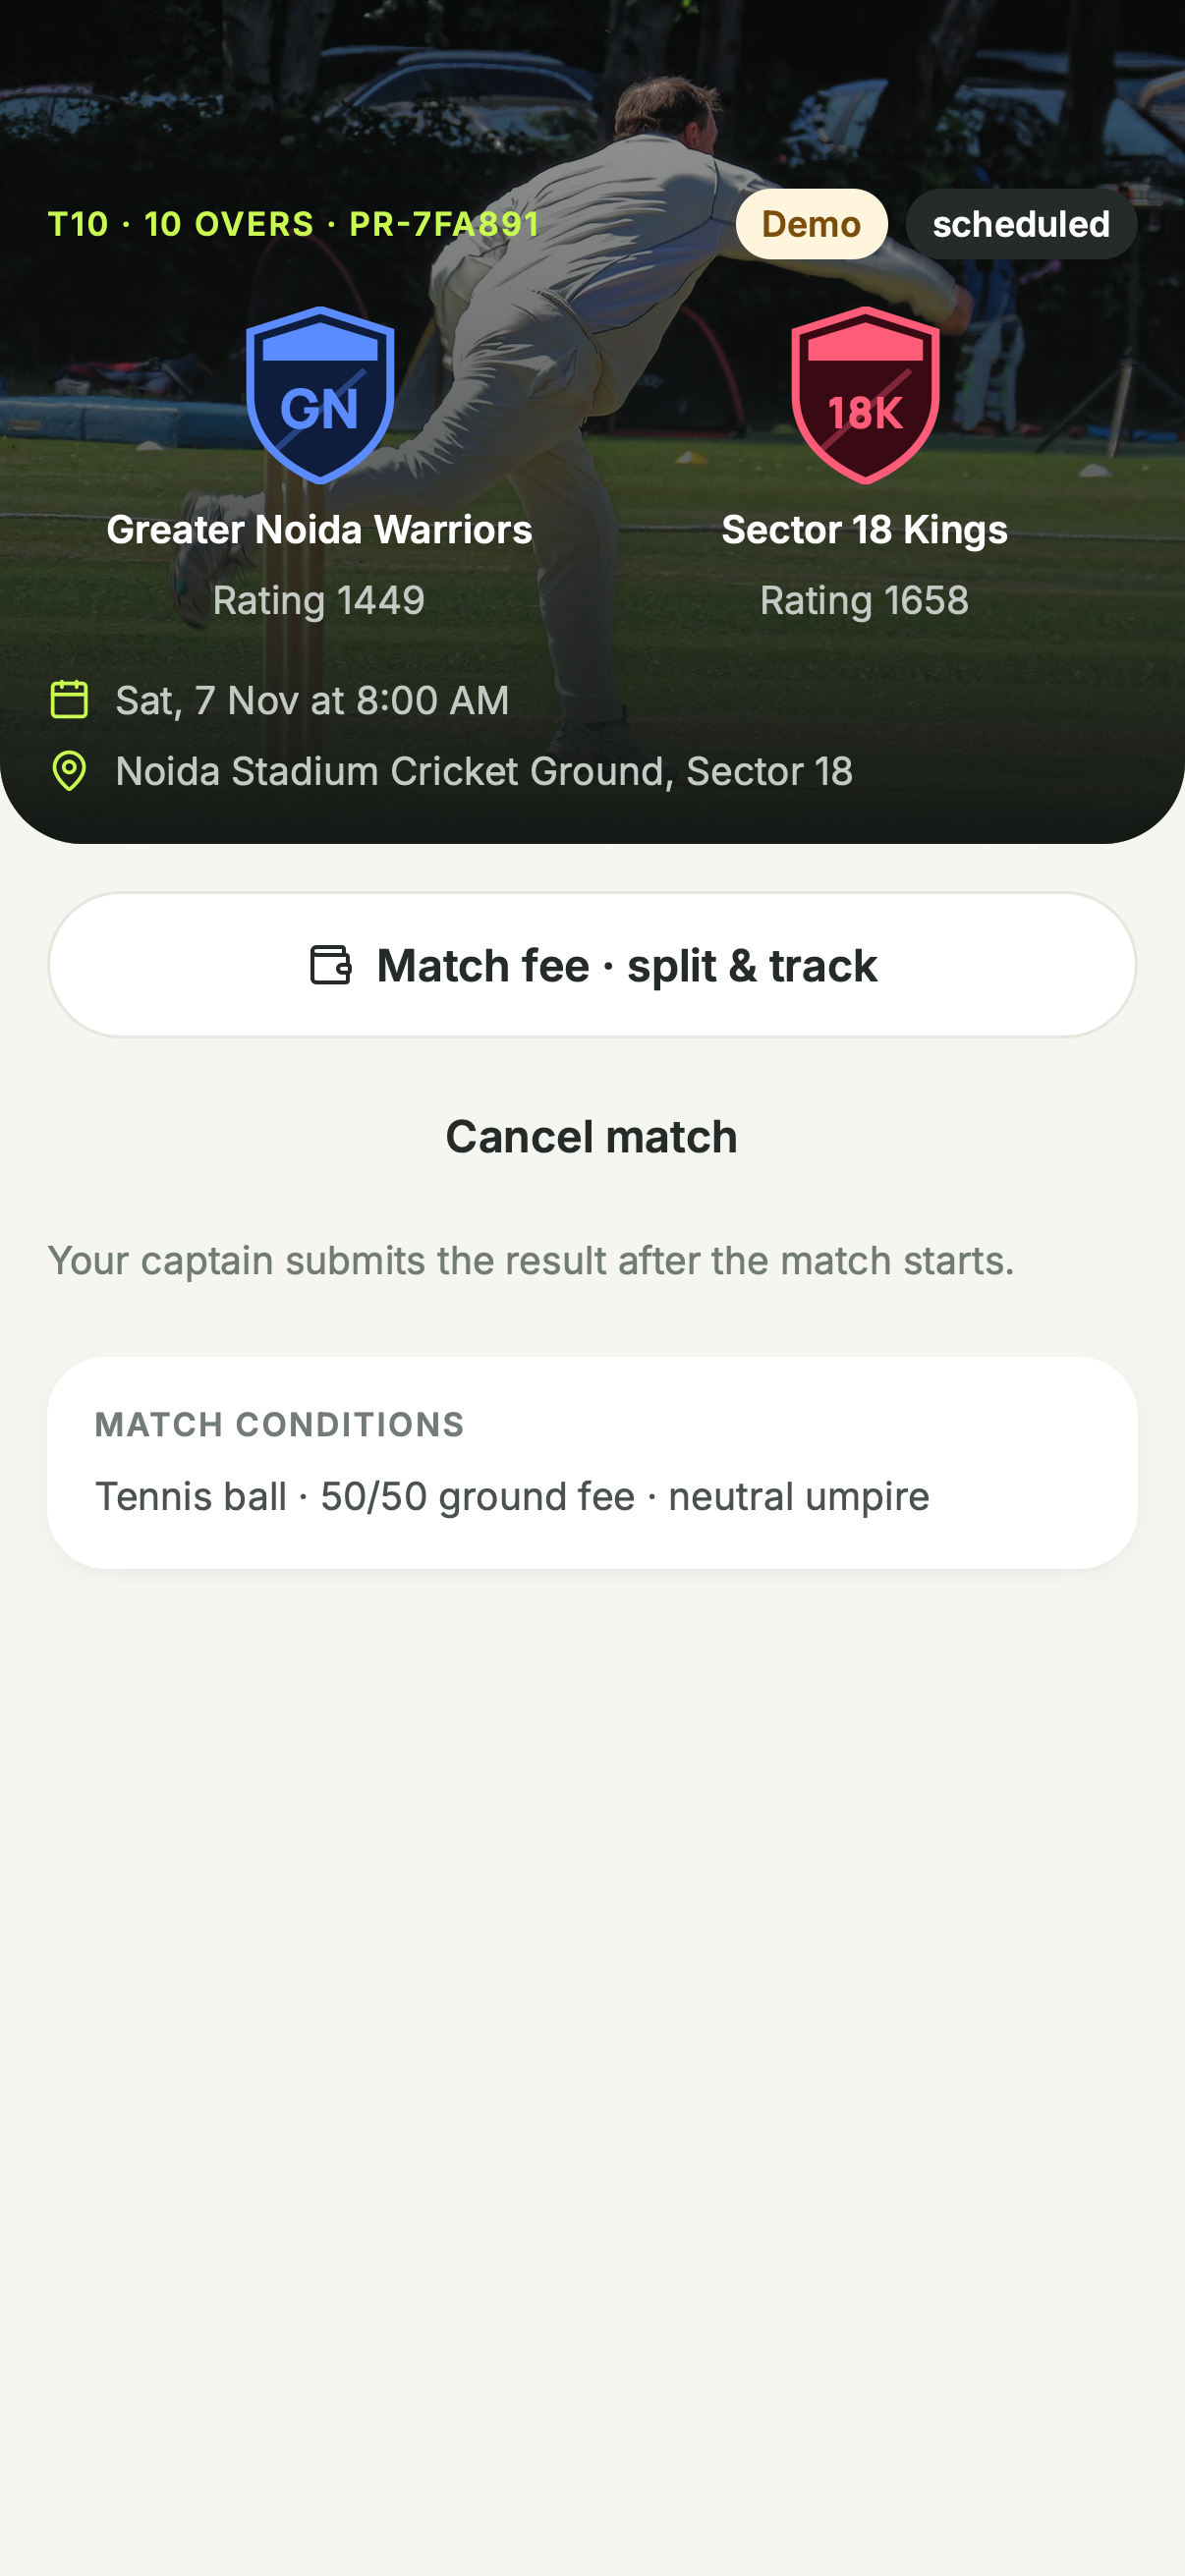 T10 · 10 OVERS · PR-7FA891
Demo
scheduled
GN
18K
Greater Noida Warriors
Sector 18 Kings
Rating 1449
Rating 1658
Sat, 7 Nov at 8:00 AM
Noida Stadium Cricket Ground, Sector 18
Match fee · split & track
Cancel match
Your captain submits the result after the match starts.
MATCH CONDITIONS
Tennis ball · 50/50 ground fee · neutral umpire